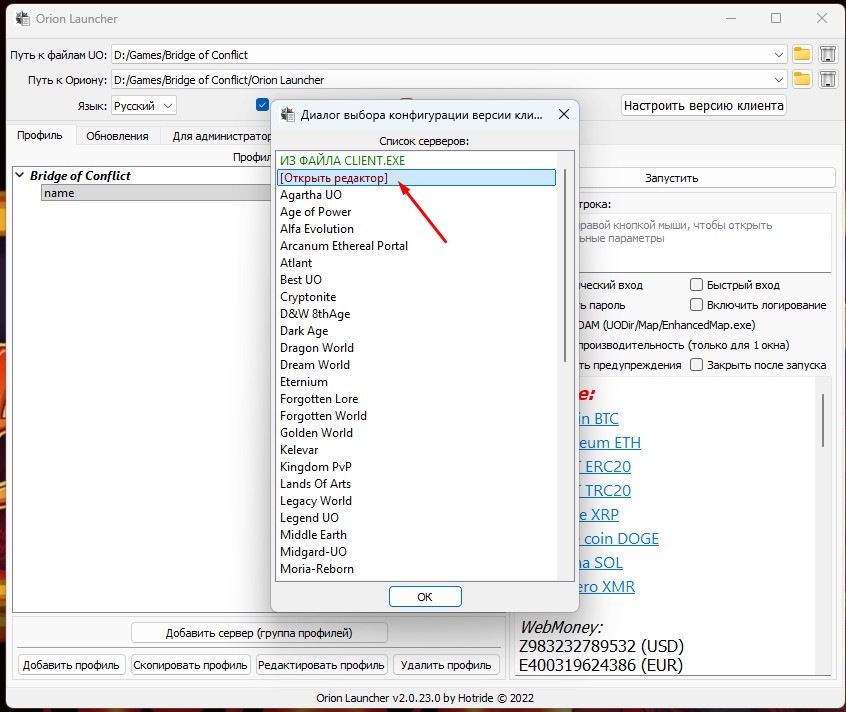 Orion Launcher
Путь к файлам UO: D:/Games/Bridge of Conflict
Путь к Ориону: D:/Games/Bridge of Conflict/Orion Launcher
Язык: Русский
Настроить версию клиента
Профиль Обновления Для администратор
Профи
Bridge of Conflict
name
Диалог выбора конфигурации версии кли...
Список серверов:
ИЗ ФАЙЛА CLIENT.EXE
[Открыть редактор]
Agartha UO
Age of Power
Alfa Evolution
Arcanum Ethereal Portal
Atlant
Best UO
Cryptonite
D&W 8thAge
Dark Age
Dragon World
Dream World
Eternium
Forgotten Lore
Forgotten World
Golden World
Kelevar
Kingdom PvP
Lands Of Arts
Legacy World
Legend UO
Middle Earth
Midgard-UO
Moria-Reborn
OK
Запустить
трока:
равой кнопкой мыши, чтобы открыть
ьные параметры
ческий вход Быстрый вход
ь пароль Включить логирование
DAM (UODir/Map/EnhancedMap.exe)
производительность (только для 1 окна)
ть предупреждения Закрыть после запуска
e:
in BTC
eum ETH
T ERC20
T TRC20
e XRP
coin DOGE
na SOL
ero XMR
WebMoney:
Z983232789532 (USD)
E400319624386 (EUR)
Добавить сервер (группа профилей)
Добавить профиль Скопировать профиль Редактировать профиль Удалить профиль
Orion Launcher v2.0.23.0 by Hotride © 2022